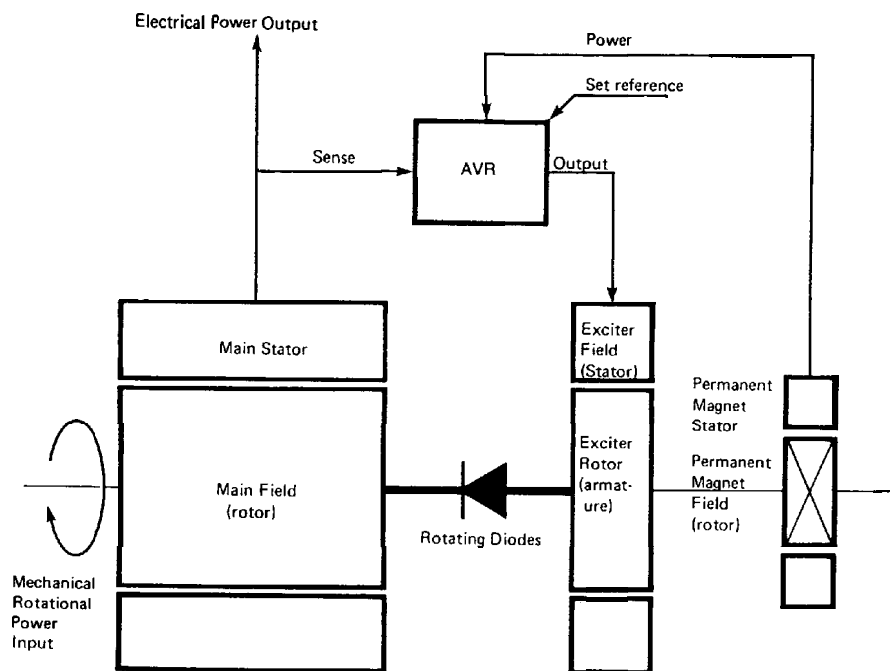 Electrical Power Output
Power
Set reference
Sense
AVR
Output
Main Stator
Exciter
Field
(Stator)
Permanent
Magnet
Stator
Main Field
(rotor)
Rotating Diodes
Exciter
Rotor
(armat-
ure)
Permanent
Magnet
Field
(rotor)
Mechanical
Rotational
Power
Input